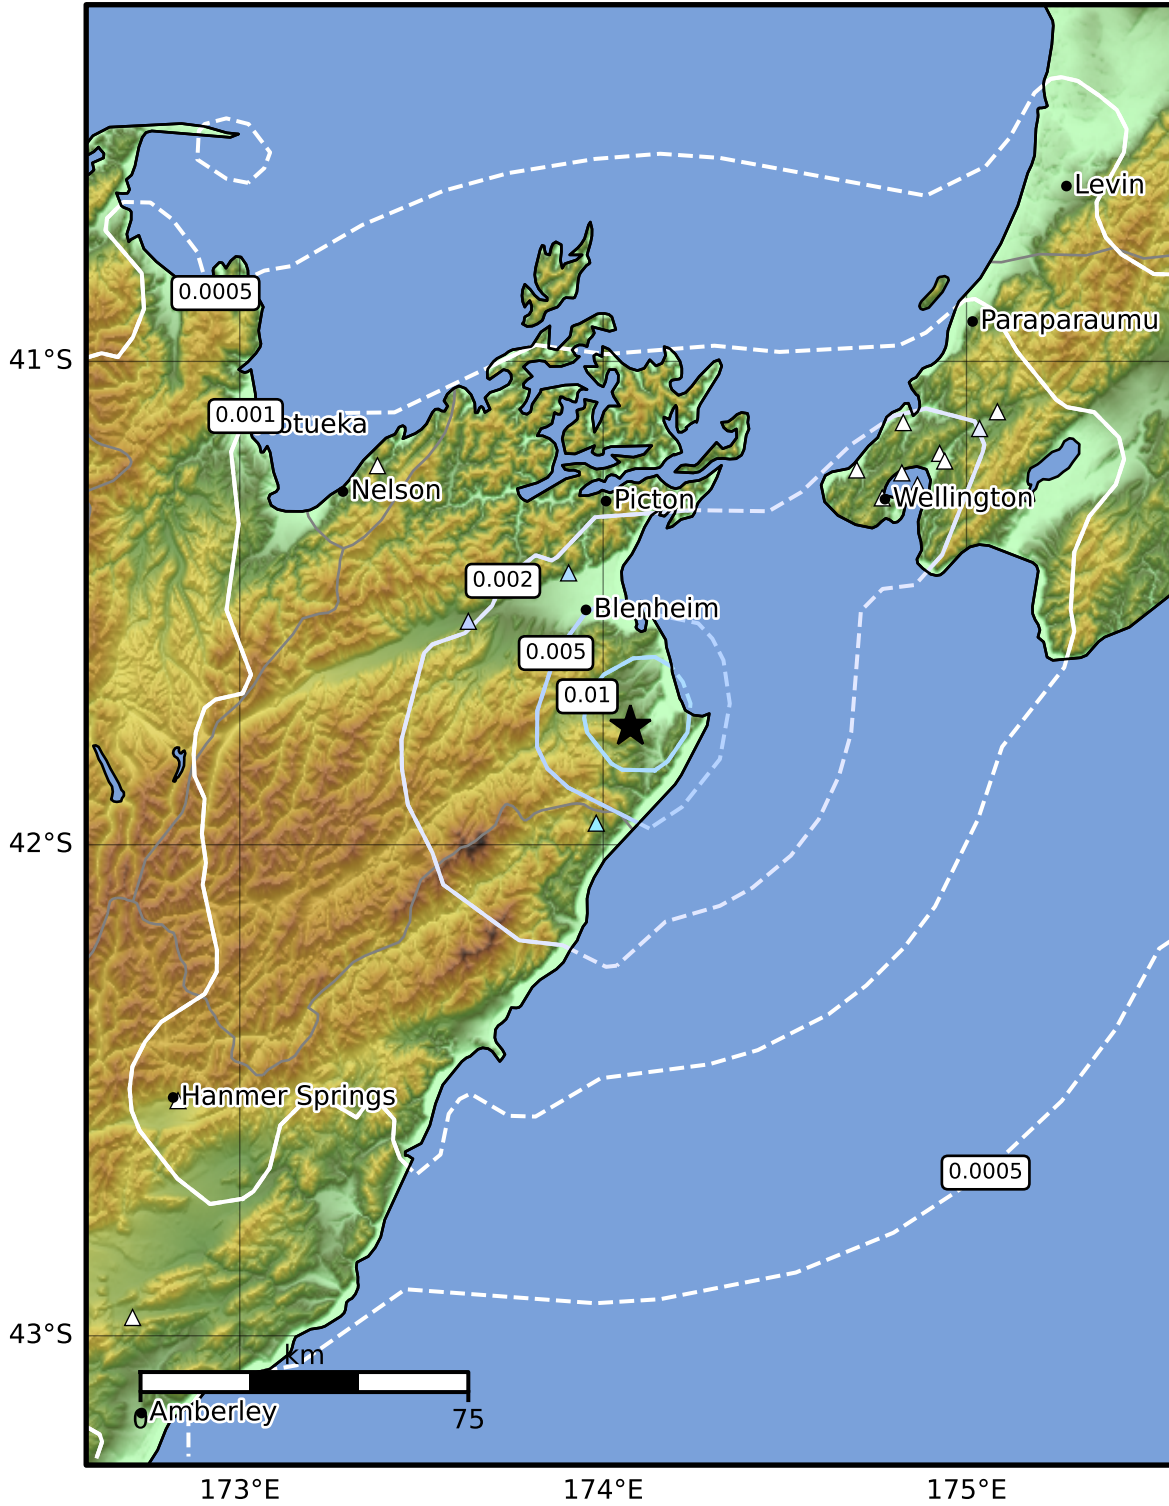 Levin
0.0005
Paraparaumu
41°S
0.001
otueka
Nelson
Picton
Wellington
0.002
Blenheim
0.005
0.01
42°S
Hanmer Springs
0.0005
43°S
km
0
75
Amberley
173°E
174°E
175°E